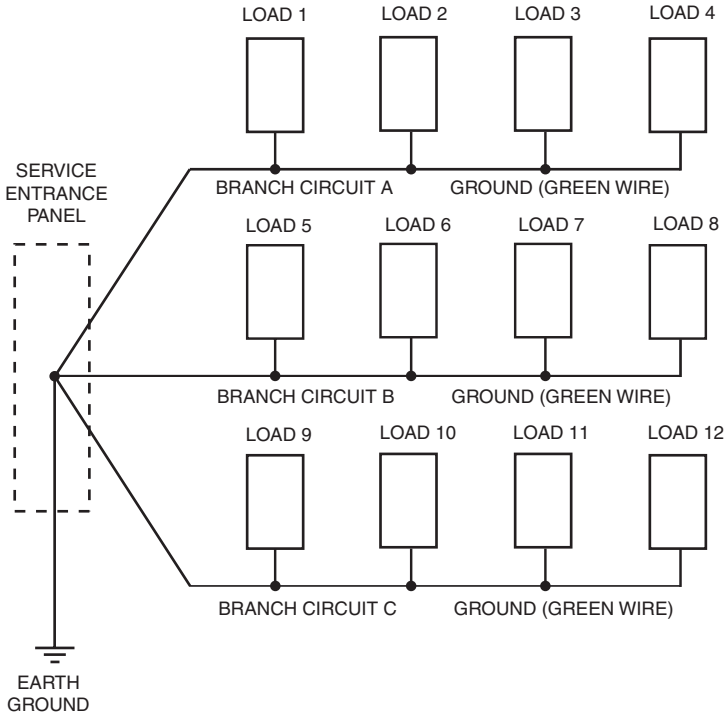 LOAD 1
LOAD 2
LOAD 3
LOAD 4
BRANCH CIRCUIT A
GROUND (GREEN WIRE)
SERVICE
ENTRANCE
PANEL
LOAD 5
LOAD 6
LOAD 7
LOAD 8
BRANCH CIRCUIT B
GROUND (GREEN WIRE)
LOAD 9
LOAD 10
LOAD 11
LOAD 12
BRANCH CIRCUIT C
GROUND (GREEN WIRE)
EARTH
GROUND